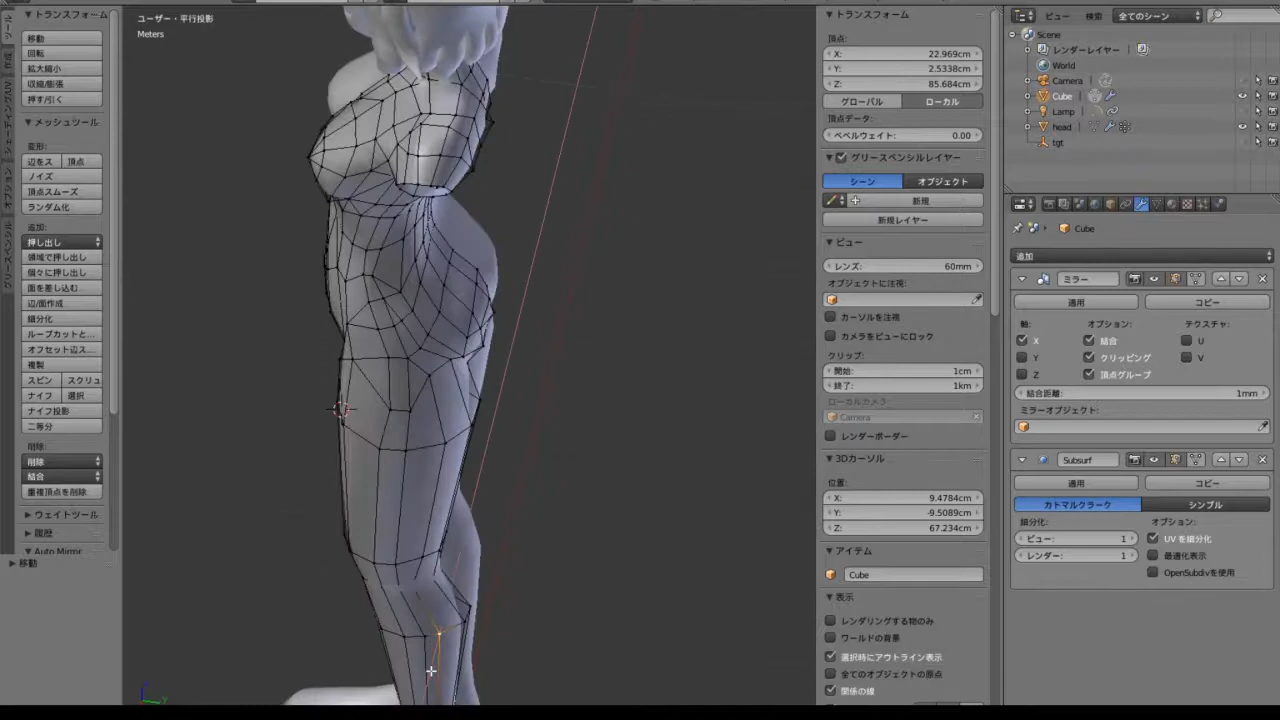 トランスフォーム
移動
回転
拡大縮小
収縮/膨張
押す/引く
メッシュツール
変形:
辺をス 頂点
ノイズ
頂点スムーズ
ランダム化
追加:
押し出し
領域で押し出し
個々に押し出し
面を差し込む...
辺/面作成
細分化
ループカットと...
オフセット辺ス...
複製
スピン スクリュ
ナイフ 選択
ナイフ投影
二等分
削除:
削除
結合
重複頂点を削除
ウェイトツール
履歴
Auto Mirror
移動
ユーザー・平行投影
Meters
トランスフォーム
頂点:
X: 22.969cm
Y: 2.5338cm
Z: 85.684cm
グローバル ローカル
頂点データ:
ベベルウェイト: 0.00
グリースペンシルレイヤー
シーン オブジェクト
新規
新規レイヤー
ビュー
レンズ: 60mm
オブジェクトに注視:
カーソルを注視
カメラをビューにロック
クリップ:
開始: 1cm
終了: 1km
ローカルカメラ
Camera
レンダーボーダー
3Dカーソル
位置:
X: 9.4784cm
Y: -9.5089cm
Z: 67.234cm
アイテム
Cube
表示
レンダリングする物のみ
ワールドの背景
選択時にアウトライン表示
全てのオブジェクトの原点
関係の線
ビュー 検索 全てのシーン
Scene
レンダーレイヤー
World
Camera
Cube
Lamp
head
tgt
Cube
追加
ミラー
適用 コピー
軸: オプション: テクスチャ:
X 結合 U
Y クリッピング V
Z 頂点グループ
結合距離: 1mm
ミラーオブジェクト:
Subsurf
適用 コピー
カトマルクラーク シンプル
細分化: オプション:
ビュー: 1 UV を細分化
レンダー: 1 最適化表示
OpenSubdivを使用